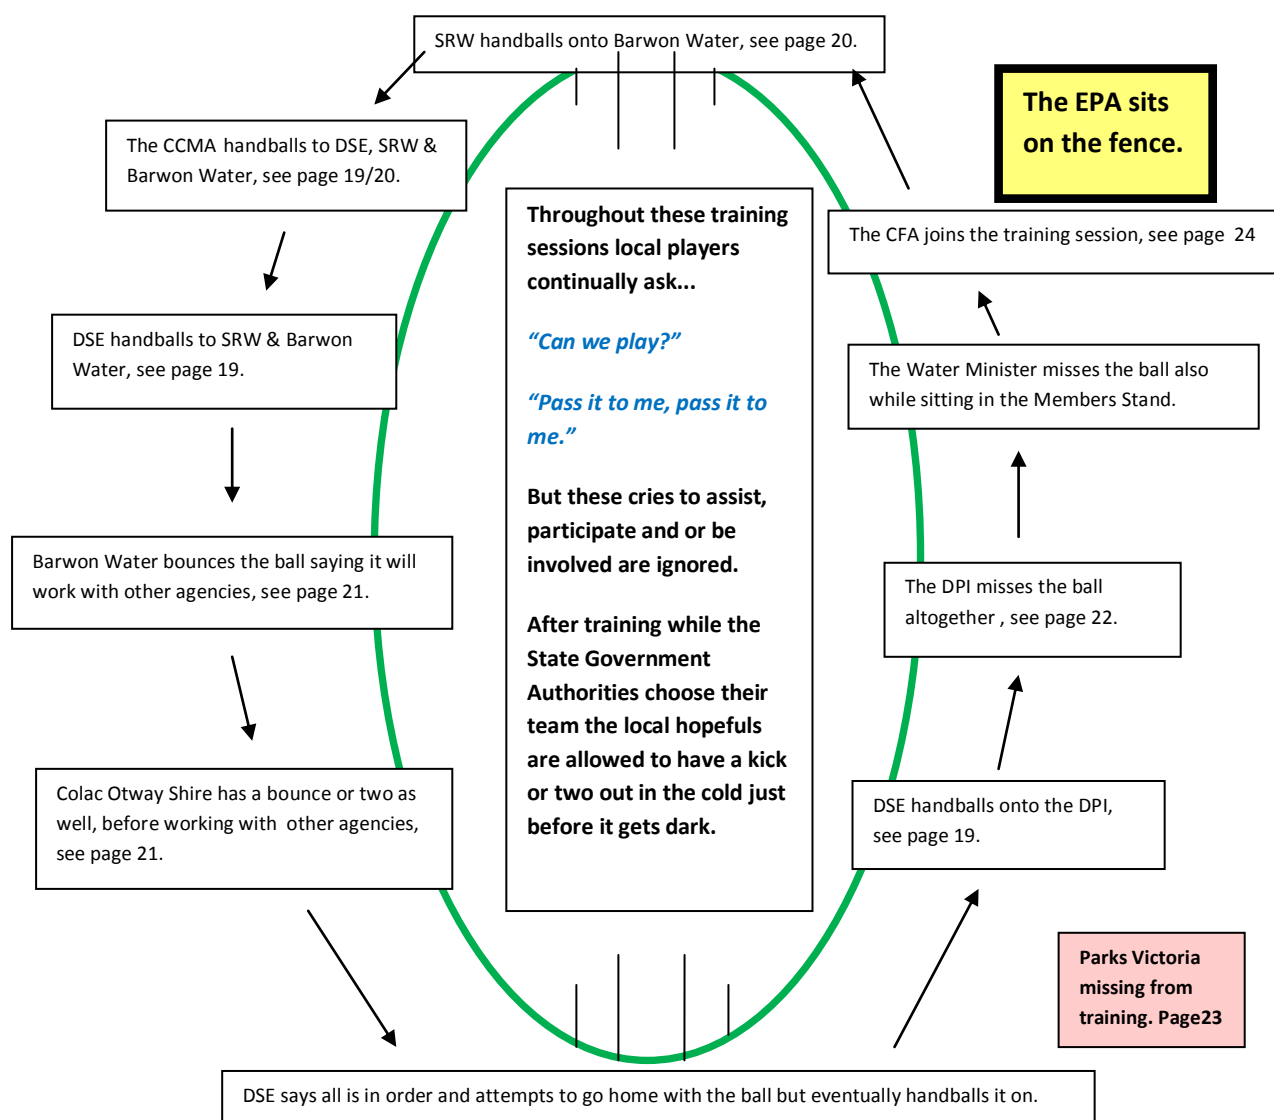 SRW handballs onto Barwon Water, see page 20.
The EPA sits
on the fence.
The CCMA handballs to DSE, SRW &
Barwon Water, see page 19/20.
Throughout these training
sessions local players
continually ask...
“Can we play?”
“Pass it to me, pass it to
me.”
But these cries to assist,
participate and or be
involved are ignored.
After training while the
State Government
Authorities choose their
team the local hopefuls
are allowed to have a kick
or two out in the cold just
before it gets dark.
The CFA joins the training session, see page 24
DSE handballs to SRW & Barwon
Water, see page 19.
The Water Minister misses the ball also
while sitting in the Members Stand.
Barwon Water bounces the ball saying it will
work with other agencies, see page 21.
The DPI misses the ball
altogether , see page 22.
Colac Otway Shire has a bounce or two as
well, before working with other agencies,
see page 21.
DSE handballs onto the DPI,
see page 19.
Parks Victoria
missing from
training. Page23
DSE says all is in order and attempts to go home with the ball but eventually handballs it on.